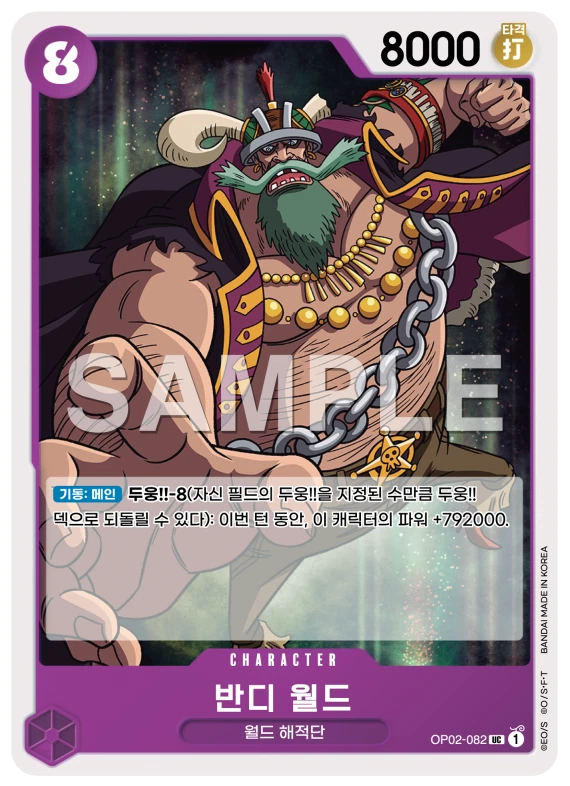 8
8000
타격
打
SAMPLE
기동: 메인 두웅!!-8(자신 필드의 두웅!!을 지정된 수만큼 두웅!!
덱으로 되돌릴 수 있다): 이번 턴 동안, 이 캐릭터의 파워 +792000.
CHARACTER
반디 월드
월드 해적단
OP02-082 UC 1
©EO/S ©O/S·F·T BANDAI MADE IN KOREA